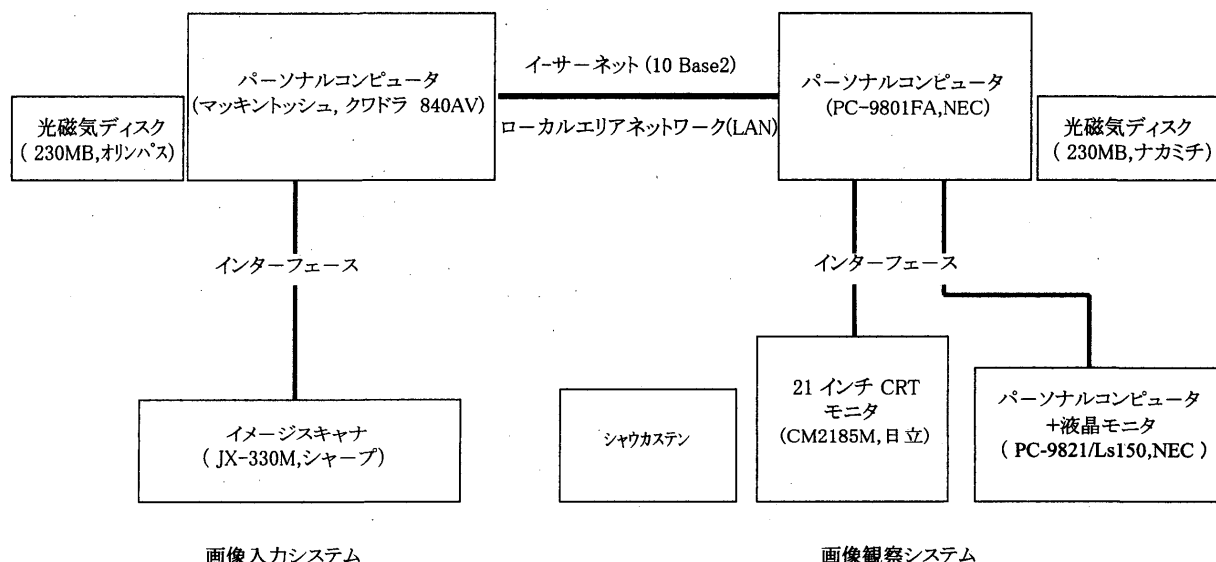 パーソナルコンピュータ
(マッキントッシュ, クワドラ 840AV)
光磁気ディスク
( 230MB,オリンパス)
イーサーネット (10 Base2)
ローカルエリアネットワーク(LAN)
パーソナルコンピュータ
(PC-9801FA,NEC)
光磁気ディスク
( 230MB,ナカミチ)
インターフェース
インターフェース
イメージスキャナ
( JX-330M,シャープ)
シャウカステン
21 インチ CRT
モニタ
(CM2185M,日立)
パーソナルコンピュータ
+液晶モニタ
( PC-9821/Ls150,NEC )
画像入力システム
画像観察システム